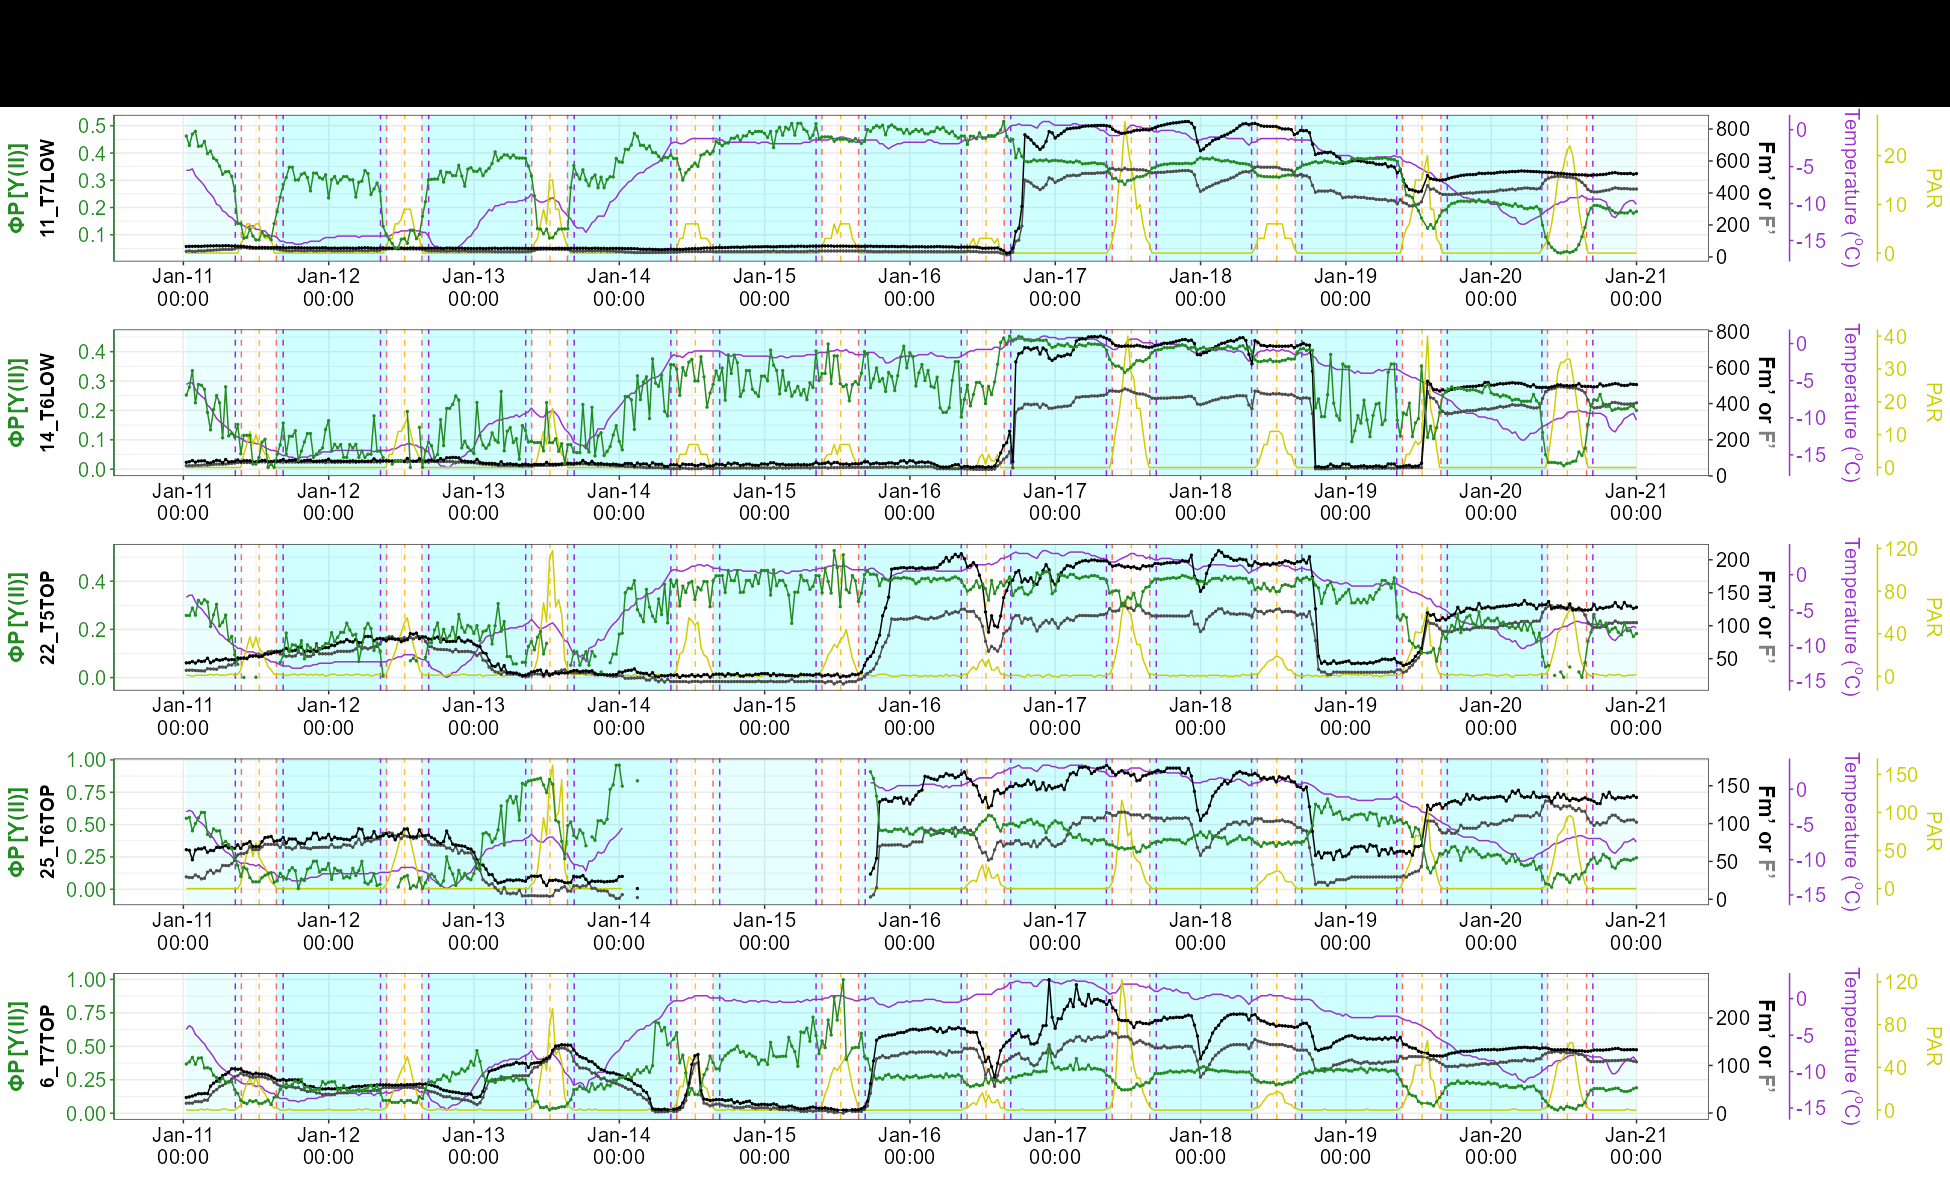 ΦP[Y(II)]
11_T7LOW
0.5
0.4
0.3
0.2
0.1
800
600
400
200
0
Fm' or F'
0
-5
-10
-15
Temperature (°C)
20
10
0
PAR
Jan-11 Jan-12 Jan-13 Jan-14 Jan-15 Jan-16 Jan-17 Jan-18 Jan-19 Jan-20 Jan-21
00:00 00:00 00:00 00:00 00:00 00:00 00:00 00:00 00:00 00:00 00:00
ΦP[Y(II)]
14_T6LOW
0.4
0.3
0.2
0.1
0.0
800
600
400
200
0
Fm' or F'
0
-5
-10
-15
Temperature (°C)
40
30
20
10
0
PAR
Jan-11 Jan-12 Jan-13 Jan-14 Jan-15 Jan-16 Jan-17 Jan-18 Jan-19 Jan-20 Jan-21
00:00 00:00 00:00 00:00 00:00 00:00 00:00 00:00 00:00 00:00 00:00
ΦP[Y(II)]
22_T5TOP
0.4
0.2
0.0
200
150
100
50
Fm' or F'
0
-5
-10
-15
Temperature (°C)
120
80
40
0
PAR
Jan-11 Jan-12 Jan-13 Jan-14 Jan-15 Jan-16 Jan-17 Jan-18 Jan-19 Jan-20 Jan-21
00:00 00:00 00:00 00:00 00:00 00:00 00:00 00:00 00:00 00:00 00:00
ΦP[Y(II)]
25_T6TOP
1.00
0.75
0.50
0.25
0.00
150
100
50
0
Fm' or F'
0
-5
-10
-15
Temperature (°C)
150
100
50
0
PAR
Jan-11 Jan-12 Jan-13 Jan-14 Jan-15 Jan-16 Jan-17 Jan-18 Jan-19 Jan-20 Jan-21
00:00 00:00 00:00 00:00 00:00 00:00 00:00 00:00 00:00 00:00 00:00
ΦP[Y(II)]
6_T7TOP
1.00
0.75
0.50
0.25
0.00
200
100
0
Fm' or F'
0
-5
-10
-15
Temperature (°C)
120
80
40
0
PAR
Jan-11 Jan-12 Jan-13 Jan-14 Jan-15 Jan-16 Jan-17 Jan-18 Jan-19 Jan-20 Jan-21
00:00 00:00 00:00 00:00 00:00 00:00 00:00 00:00 00:00 00:00 00:00